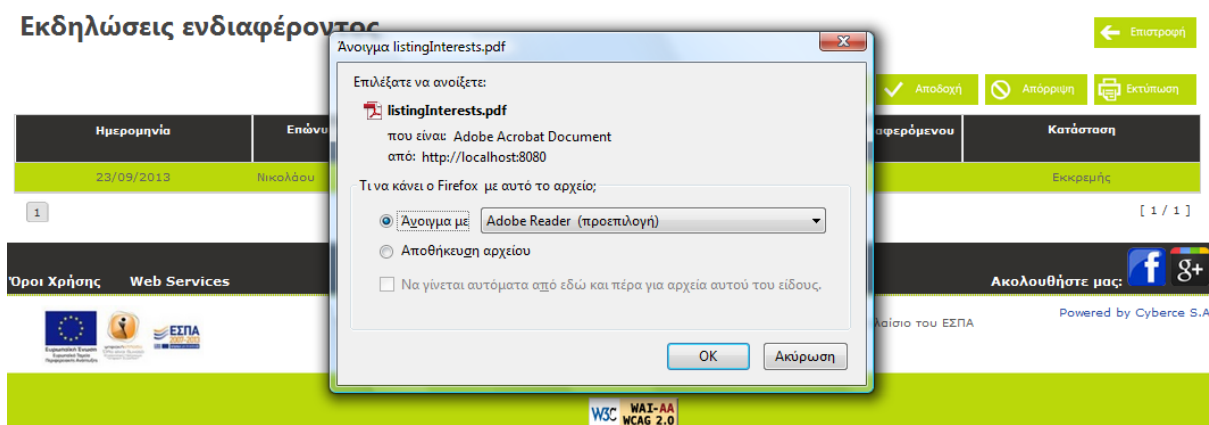 Εκδηλώσεις ενδιαφέροντος
Επιστροφή
Άνοιγμα listingInterests.pdf
Επιλέξατε να ανοίξετε:
listingInterests.pdf
που είναι: Adobe Acrobat Document
από: http://localhost:8080
Τι να κάνει ο Firefox με αυτό το αρχείο;
Άνοιγμα με Adobe Reader (προεπιλογή)
Αποθήκευση αρχείου
Να γίνεται αυτόματα από εδώ και πέρα για αρχεία αυτού του είδους.
OK Ακύρωση
Αποδοχή Απόρριψη Εκτύπωση
Ημερομηνία Επώνυ αφερόμενου Κατάσταση
23/09/2013 Νικολάου Εκκρεμής
1 [ 1 / 1 ]
Όροι Χρήσης Web Services Ακολουθήστε μας: f g+
Ευρωπαϊκή Ένωση
ΕΣΠΑ
2007-2013
λαίσιο του ΕΣΠΑ Powered by Cyberce S.A
W3C WAI-AA
WCAG 2.0